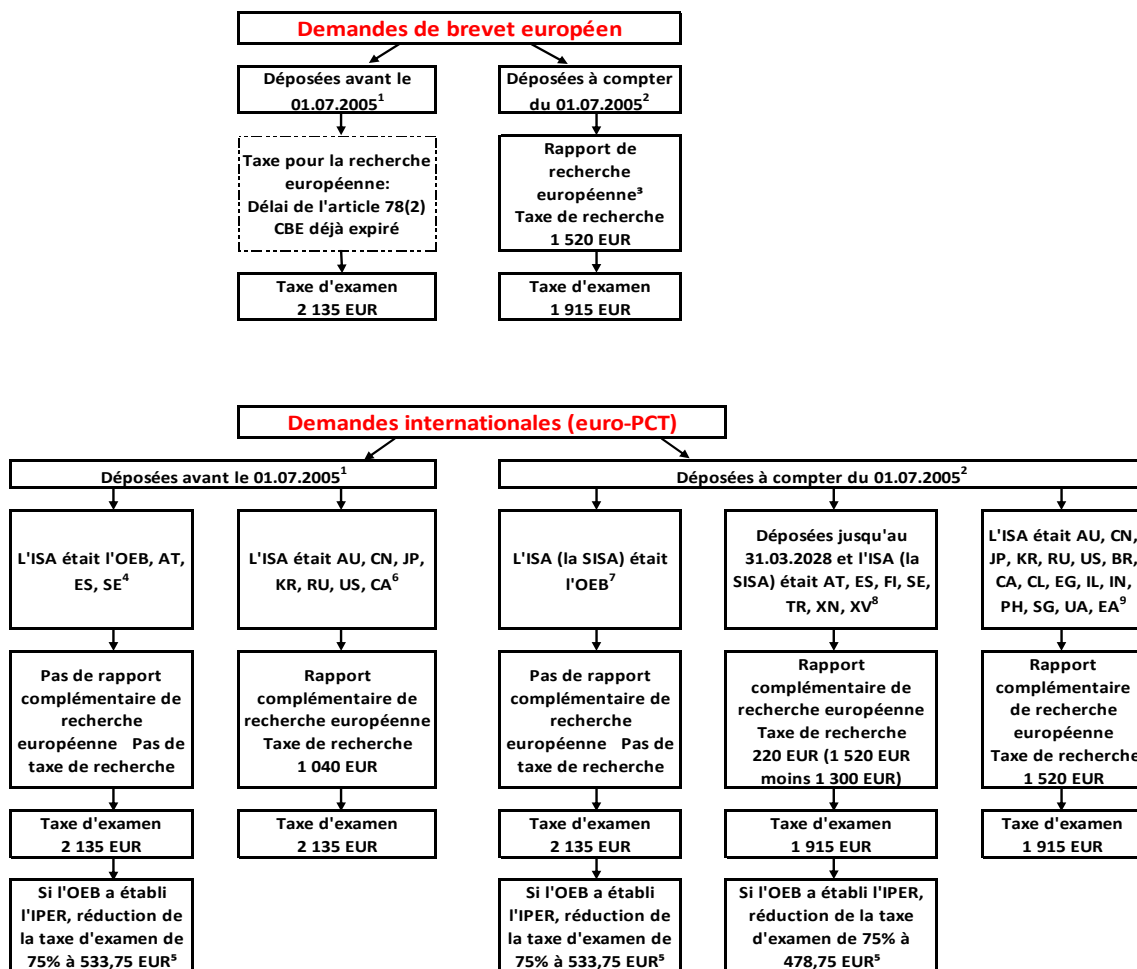 Demandes de brevet européen
Déposées avant le
01.07.2005¹
Taxe pour la recherche
européenne:
Délai de l'article 78(2)
CBE déjà expiré
Taxe d'examen
2 135 EUR
Déposées à compter
du 01.07.2005²
Rapport de
recherche
européenne³
Taxe de recherche
1 520 EUR
Taxe d'examen
1 915 EUR
Demandes internationales (euro-PCT)
Déposées avant le 01.07.2005¹
L'ISA était l'OEB, AT,
ES, SE⁴
Pas de rapport
complémentaire de
recherche
européenne Pas de
taxe de recherche
Taxe d'examen
2 135 EUR
Si l'OEB a établi
l'IPER, réduction de
la taxe d'examen de
75% à 533,75 EUR⁵
L'ISA était AU, CN, JP,
KR, RU, US, CA⁶
Rapport
complémentaire de
recherche européenne
Taxe de recherche
1 040 EUR
Taxe d'examen
2 135 EUR
Déposées à compter du 01.07.2005²
L'ISA (la SISA) était
l'OEB⁷
Pas de rapport
complémentaire de
recherche
européenne Pas de
taxe de recherche
Taxe d'examen
2 135 EUR
Si l'OEB a établi
l'IPER, réduction de
la taxe d'examen de
75% à 533,75 EUR⁵
Déposées jusqu'au
31.03.2028 et l'ISA (la
SISA) était AT, ES, FI, SE,
TR, XN, XV⁸
Rapport
complémentaire de
recherche européenne
Taxe de recherche
220 EUR (1 520 EUR
moins 1 300 EUR)
Taxe d'examen
1 915 EUR
Si l'OEB a établi l'IPER,
réduction de la taxe
d'examen de 75% à
478,75 EUR⁵
L'ISA était AU, CN,
JP, KR, RU, US, BR,
CA, CL, EG, IL, IN,
PH, SG, UA, EA⁹
Rapport
complémentaire
de recherche
européenne
Taxe de recherche
1 520 EUR
Taxe d'examen
1 915 EUR